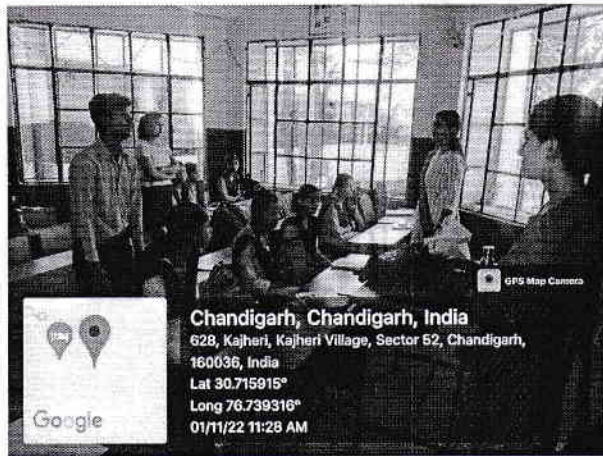 GPS Map Camera
Chandigarh, Chandigarh, India
628, Kajheri, Kajheri Village, Sector 52, Chandigarh,
160036, India
Lat 30.715915°
Long 76.739316°
01/11/22 11:28 AM
Google